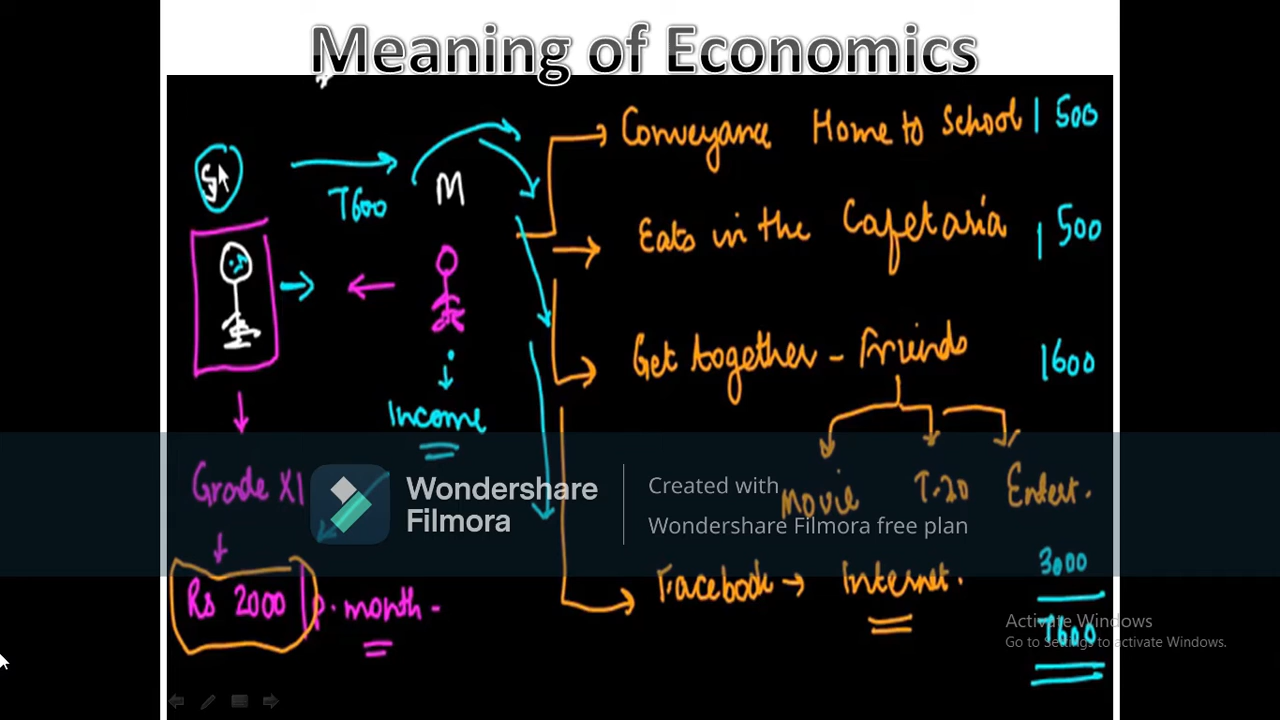 Meaning of Economics
Conveyance Home to School 1500
7600
M
Eats in the Cafetaria 1500
Get together - Friends 1600
Income
Grade XI
Movie T.20 Entert.
Wondershare
Filmora
Created with
Wondershare Filmora free plan
3000
Facebook → Internet.
Rs 2000 p. month -
7600
Activate Windows
Go to Settings to activate Windows.